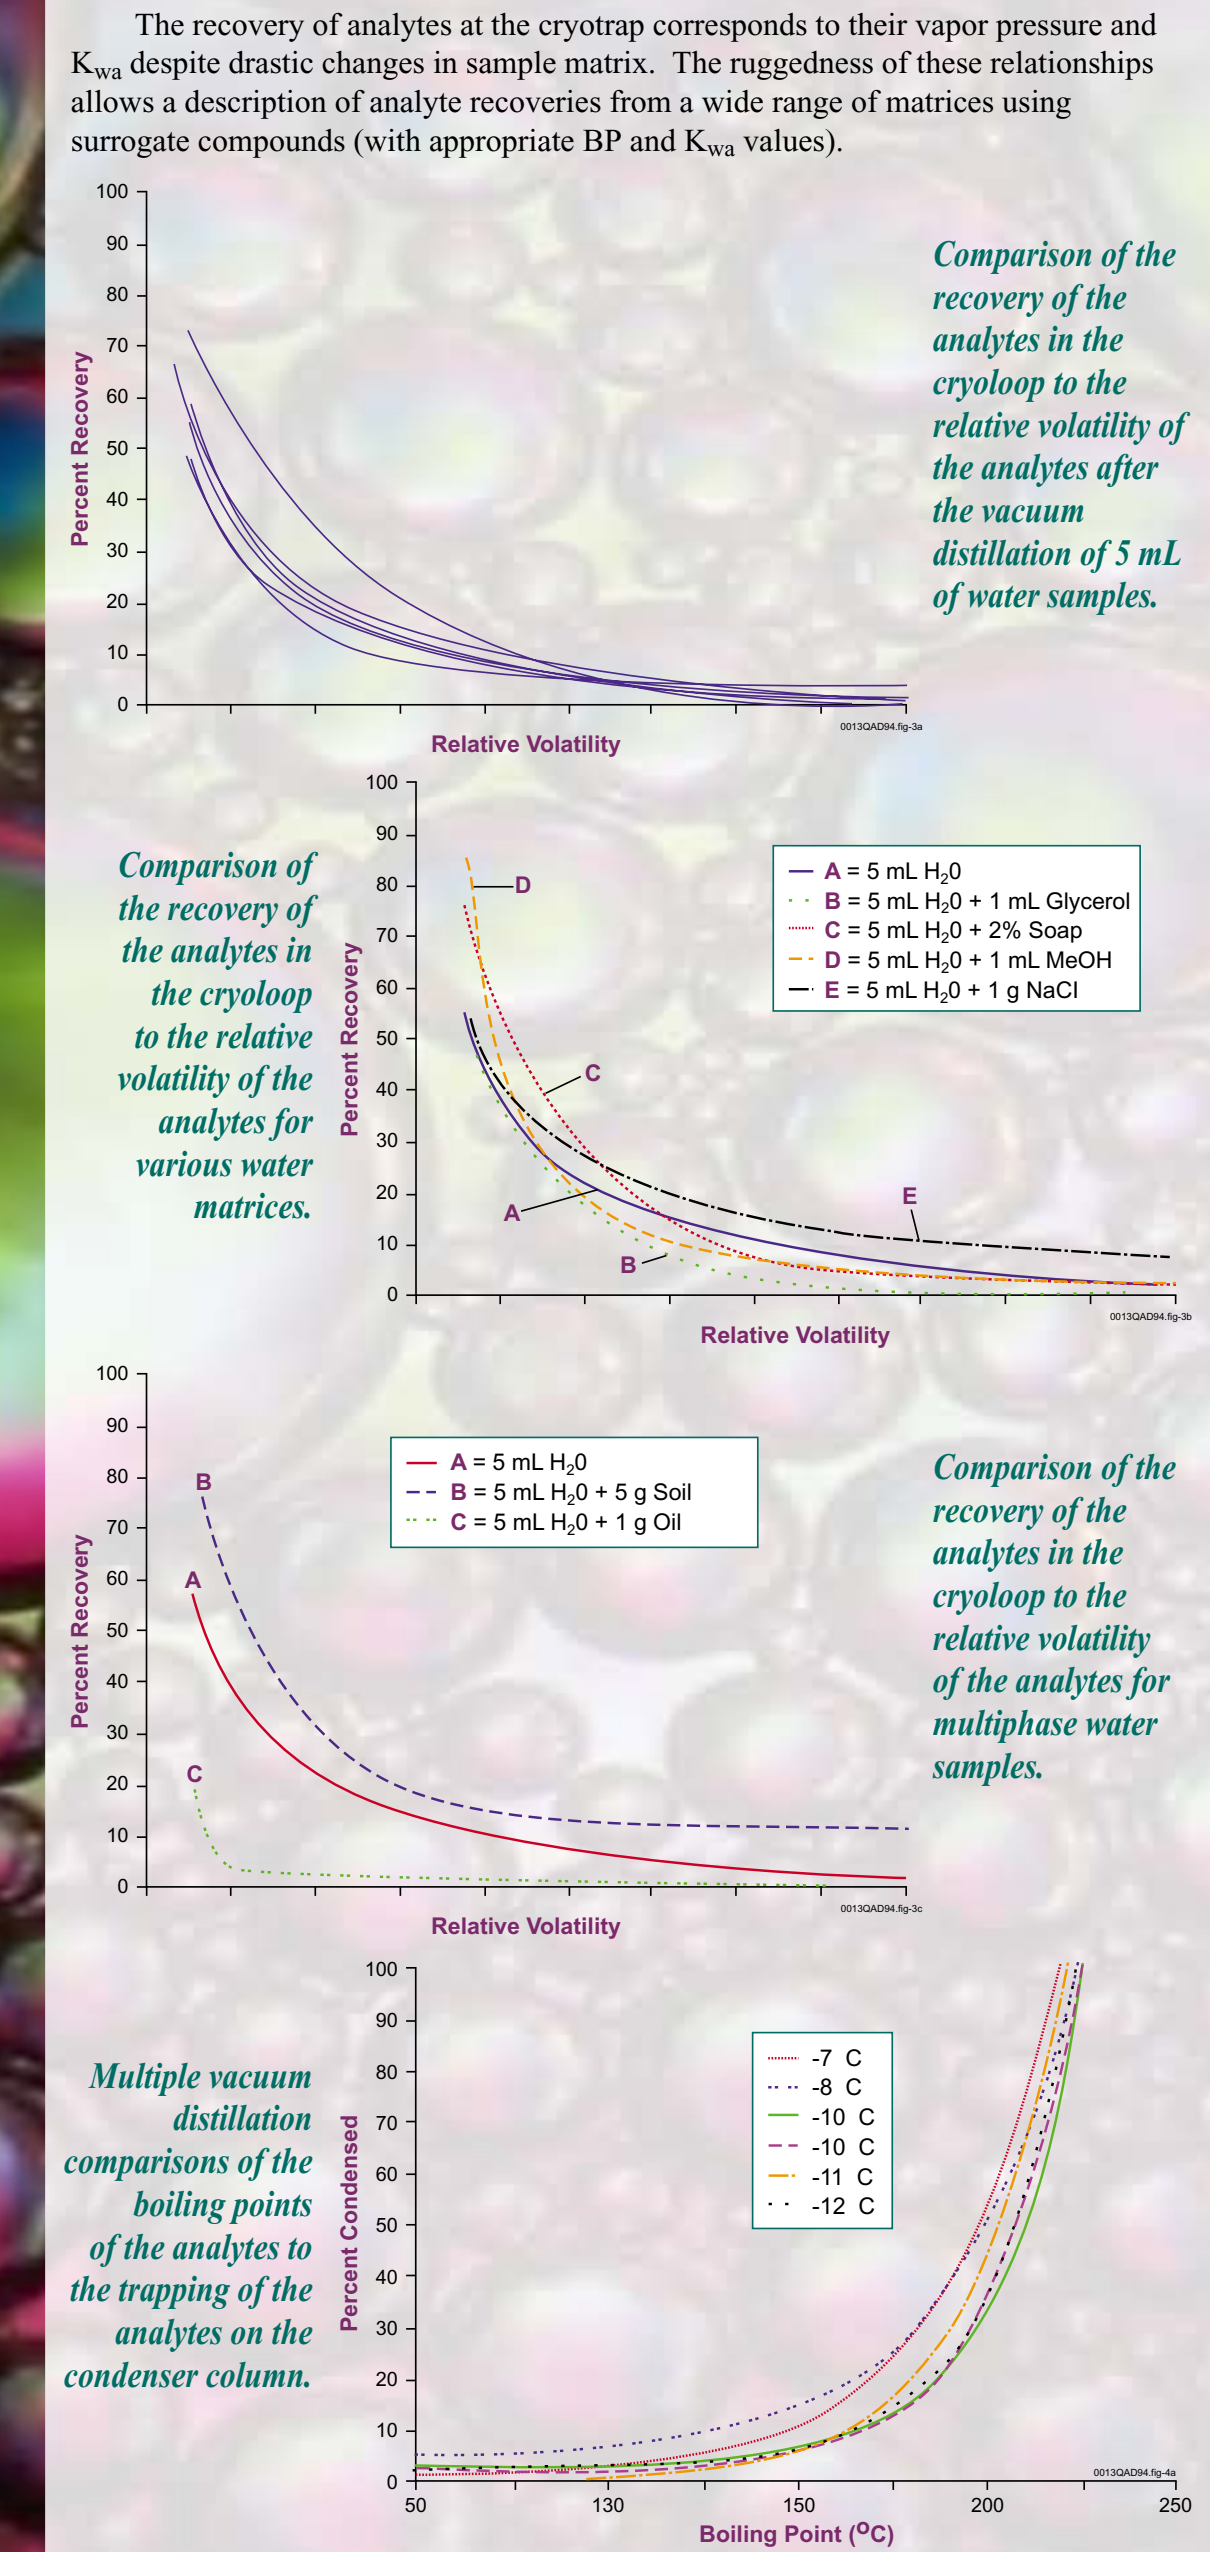 The recovery of analytes at the cryotrap corresponds to their vapor pressure and
Kwa despite drastic changes in sample matrix. The ruggedness of these relationships
allows a description of analyte recoveries from a wide range of matrices using
surrogate compounds (with appropriate BP and Kwa values).
100
90
80
70
60
50
40
30
20
10
0
Percent Recovery
Relative Volatility
0013QAD94.fig-3a
Comparison of the
recovery of the
analytes in the
cryoloop to the
relative volatility of
the analytes after
the vacuum
distillation of 5 mL
of water samples.
Comparison of
the recovery of
the analytes in
the cryoloop
to the relative
volatility of the
analytes for
various water
matrices.
100
90
80
70
60
50
40
30
20
10
0
Percent Recovery
D
C
A
B
E
A = 5 mL H20
B = 5 mL H20 + 1 mL Glycerol
C = 5 mL H20 + 2% Soap
D = 5 mL H20 + 1 mL MeOH
E = 5 mL H20 + 1 g NaCl
0013QAD94.fig-3b
Relative Volatility
100
90
80
70
60
50
40
30
20
10
0
Percent Recovery
B
A
C
A = 5 mL H20
B = 5 mL H20 + 5 g Soil
C = 5 mL H20 + 1 g Oil
0013QAD94.fig-3c
Relative Volatility
Comparison of the
recovery of the
analytes in the
cryoloop to the
relative volatility
of the analytes for
multiphase water
samples.
Multiple vacuum
distillation
comparisons of the
boiling points
of the analytes to
the trapping of the
analytes on the
condenser column.
100
90
80
70
60
50
40
30
20
10
0
Percent Condensed
-7 C
-8 C
-10 C
-10 C
-11 C
-12 C
0013QAD94.fig-4a
50
130
150
200
250
Boiling Point (oC)